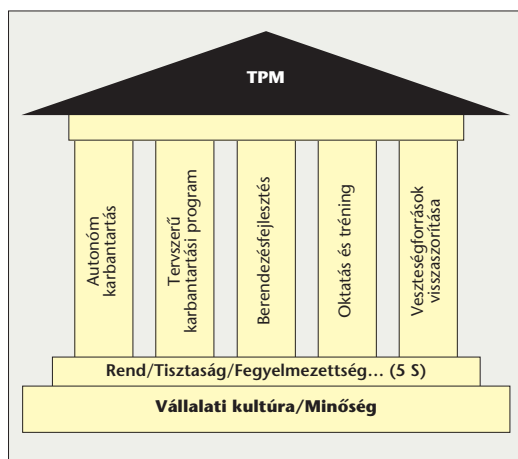 TPM
Autonóm
karbantartás
Tervszerű
karbantartási program
Berendezésfejlesztés
Oktatás és tréning
Veszteségforrások
visszaszorítása
Rend/Tisztaság/Fegyelmezettség... (5 S)
Vállalati kultúra/Minőség